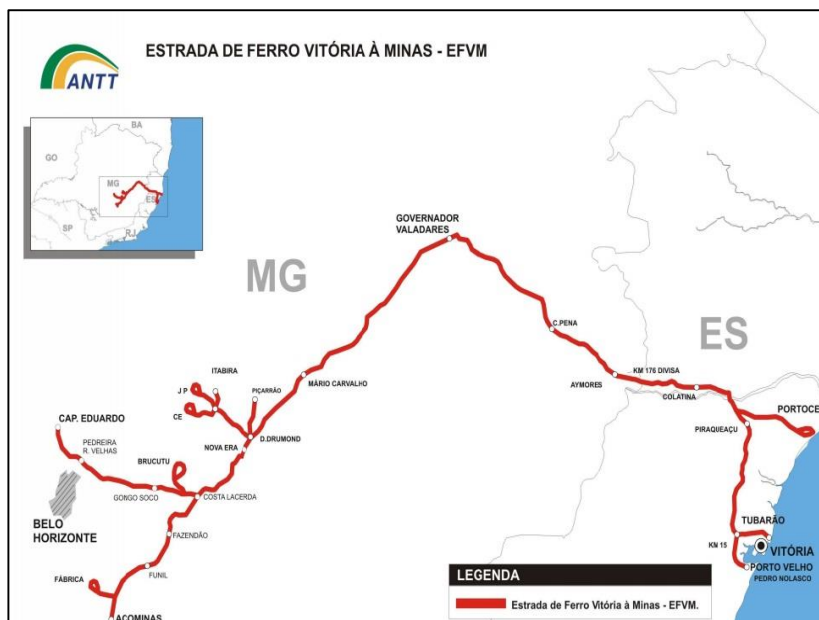 ESTRADA DE FERRO VITÓRIA À MINAS - EFVM
ANTT
BA
GO
MG
ES
SP
RJ
GOVERNADOR
VALADARES
MG
ES
C.PENA
KM 176 DIVISA
AYMORES
COLATINA
ITABIRA
J P
PIÇARRÃO
CE
MÁRIO CARVALHO
PORTOCEL
PIRAQUEAÇU
CAP. EDUARDO
D.DRUMOND
NOVA ERA
PEDREIRA
R. VELHAS
BRUCUTU
GONGO SOCO
COSTA LACERDA
BELO
HORIZONTE
FAZENDÃO
TUBARÃO
KM 15
VITÓRIA
PORTO VELHO
PEDRO NOLASCO
FUNIL
FÁBRICA
AÇOMINAS
LEGENDA
Estrada de Ferro Vitória à Minas - EFVM.